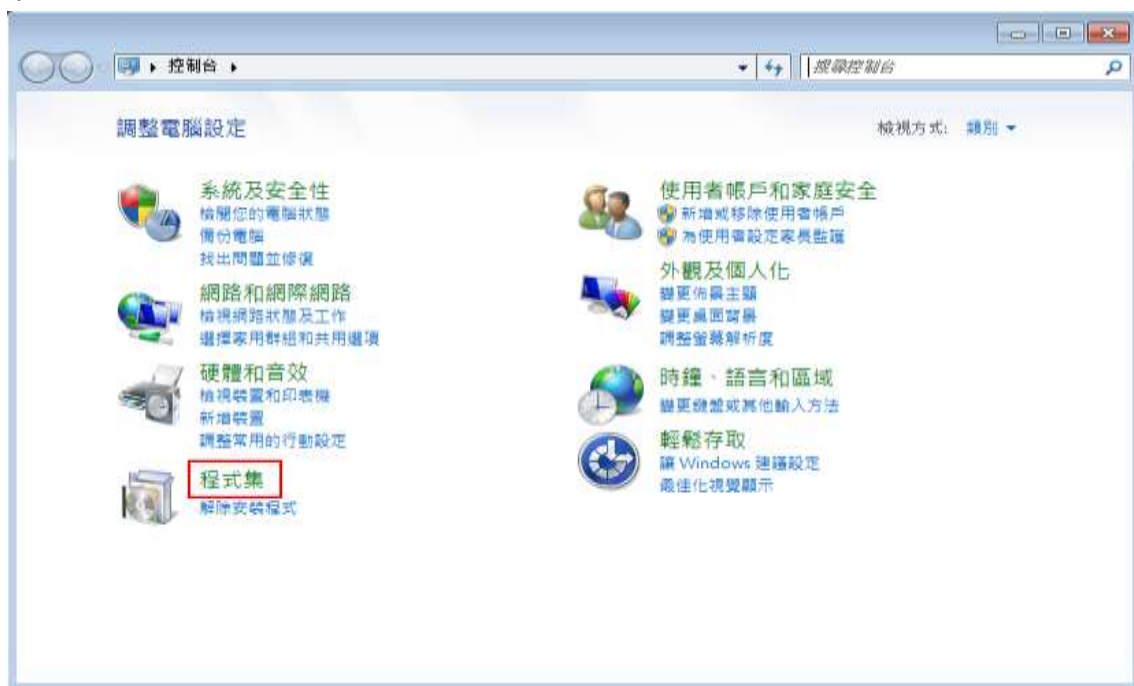 控制台
搜尋控制台
調整電腦設定
檢視方式: 類別
系統及安全性
檢閱您的電腦狀態
備份電腦
找出問題並修復
網路和網際網路
檢視網路狀態及工作
選擇家用群組和共用選項
硬體和音效
檢視裝置和印表機
新增裝置
調整常用的行動設定
程式集
解除安裝程式
使用者帳戶和家庭安全
新增或移除使用者帳戶
為使用者設定家長監護
外觀及個人化
變更佈景主題
變更桌面背景
調整螢幕解析度
時鐘、語言和區域
變更鍵盤或其他輸入方法
輕鬆存取
讓 Windows 建議設定
最佳化視覺顯示